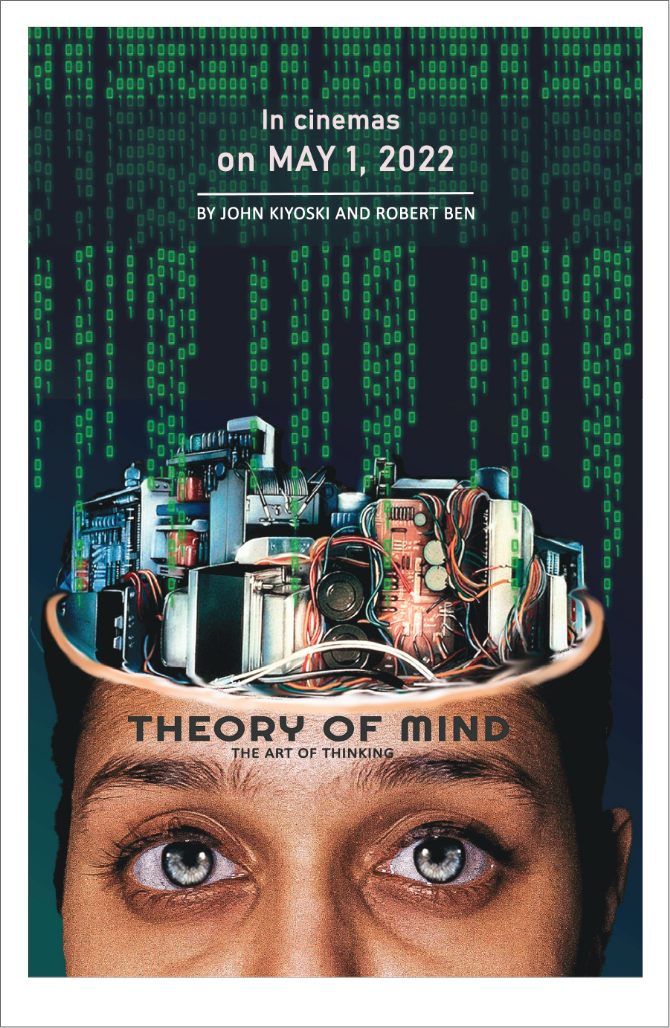 In cinemas
on MAY 1, 2022
BY JOHN KIYOSKI AND ROBERT BEN
THEORY OF MIND
THE ART OF THINKING